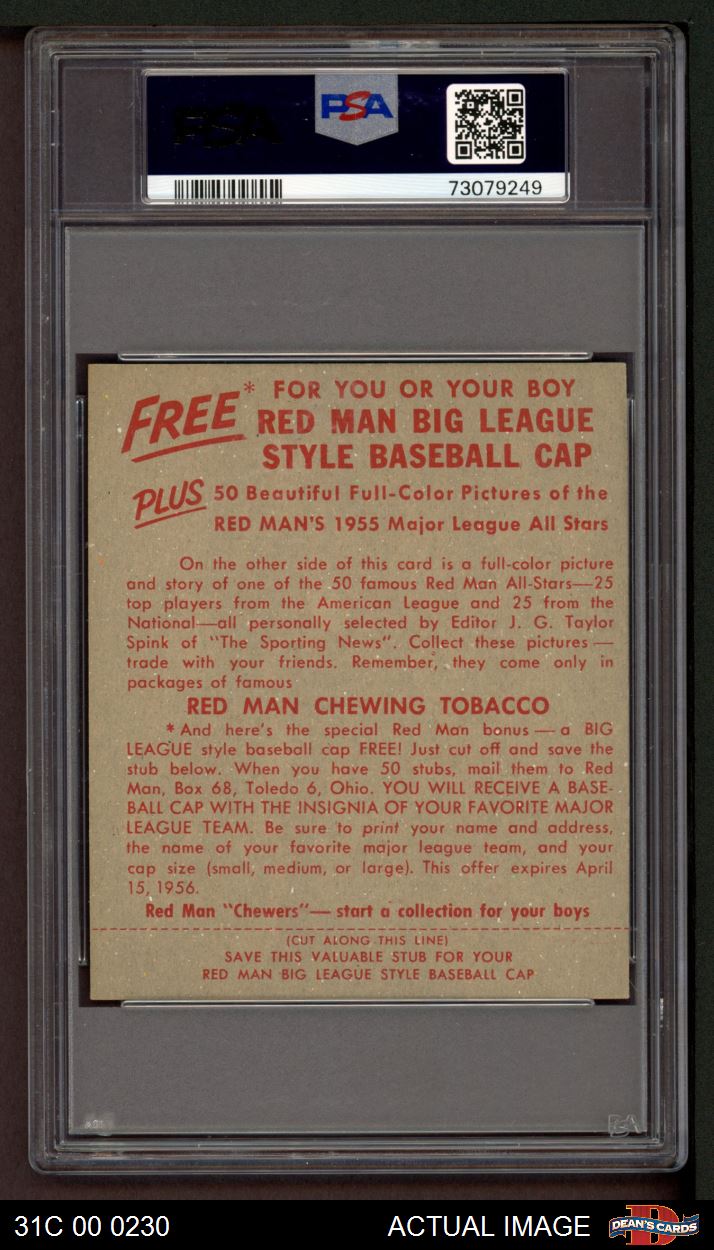 PSA
PSA
73079249
FREE* FOR YOU OR YOUR BOY
RED MAN BIG LEAGUE
STYLE BASEBALL CAP
PLUS 50 Beautiful Full-Color Pictures of the
RED MAN'S 1955 Major League All Stars
On the other side of this card is a full-color picture
and story of one of the 50 famous Red Man All-Stars—25
top players from the American League and 25 from the
National—all personally selected by Editor J. G. Taylor
Spink of "The Sporting News". Collect these pictures—
trade with your friends. Remember, they come only in
packages of famous
RED MAN CHEWING TOBACCO
*And here's the special Red Man bonus—a BIG
LEAGUE style baseball cap FREE! Just cut off and save the
stub below. When you have 50 stubs, mail them to Red
Man, Box 68, Toledo 6, Ohio. YOU WILL RECEIVE A BASE-
BALL CAP WITH THE INSIGNIA OF YOUR FAVORITE MAJOR
LEAGUE TEAM. Be sure to print your name and address,
the name of your favorite major league team, and your
cap size (small, medium, or large). This offer expires April
15, 1956.
Red Man "Chewers"—start a collection for your boys
(CUT ALONG THIS LINE)
SAVE THIS VALUABLE STUB FOR YOUR
RED MAN BIG LEAGUE STYLE BASEBALL CAP
31C 00 0230
ACTUAL IMAGE
DEAN'S CARDS